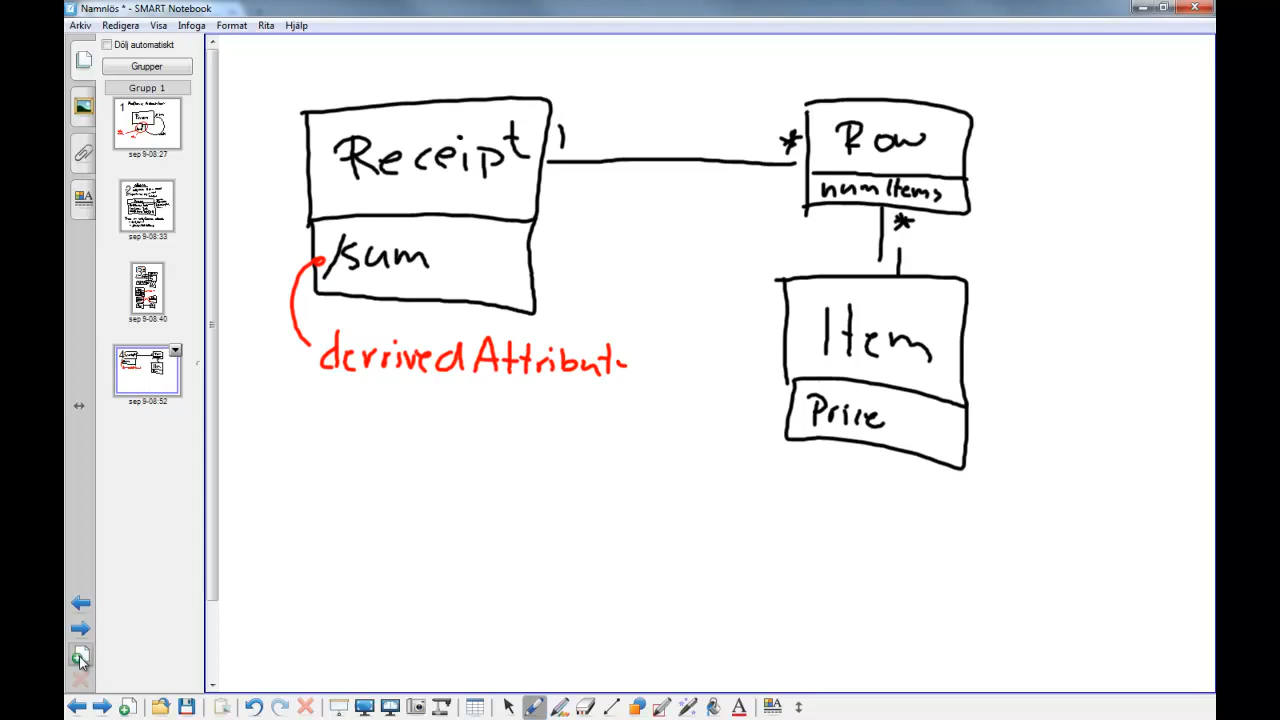 Namnlös * - SMART Notebook
Arkiv Redigera Visa Infoga Format Rita Hjälp
Dölj automatiskt
Grupper
Grupp 1
sep 9-08:27
sep 9-08:33
sep 9-08:40
sep 9-08:52
Receipt
1
*
Row
numItems
*
/sum
1
Item
derrivedAttribut
Price